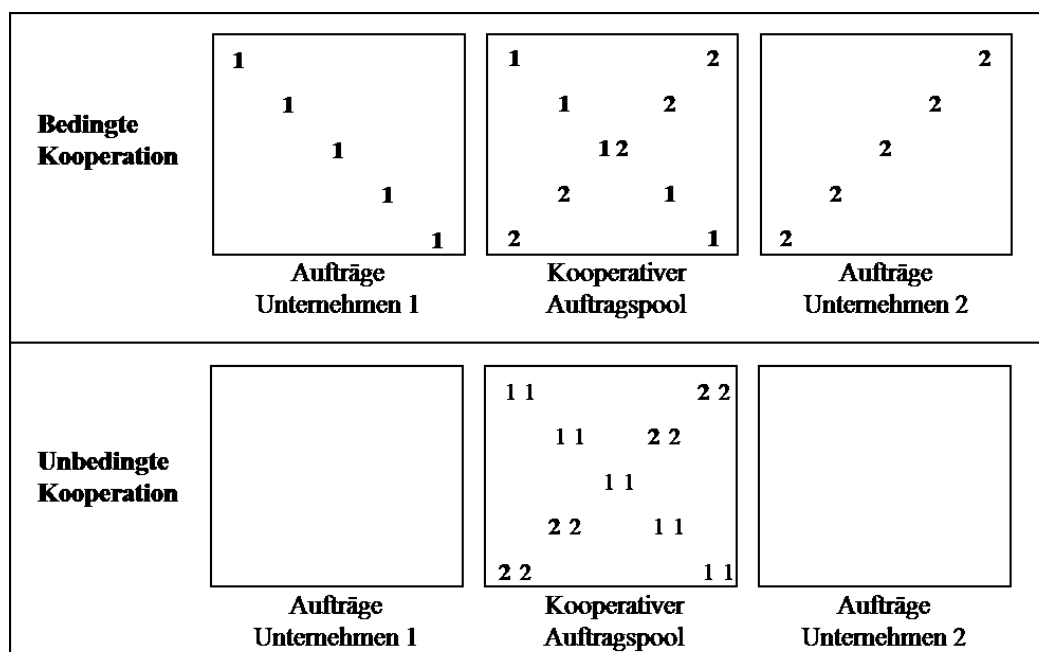 Bedingte
Kooperation
1
1
1
1
1
Aufträge
Unternehmen 1
1 2
1 2
1 2
2 1
2 1
Kooperativer
Auftragspool
2
2
2
2
2
Aufträge
Unternehmen 2
Unbedingte
Kooperation
Aufträge
Unternehmen 1
1 1 2 2
1 1 2 2
1 1
2 2 1 1
2 2 1 1
Kooperativer
Auftragspool
Aufträge
Unternehmen 2